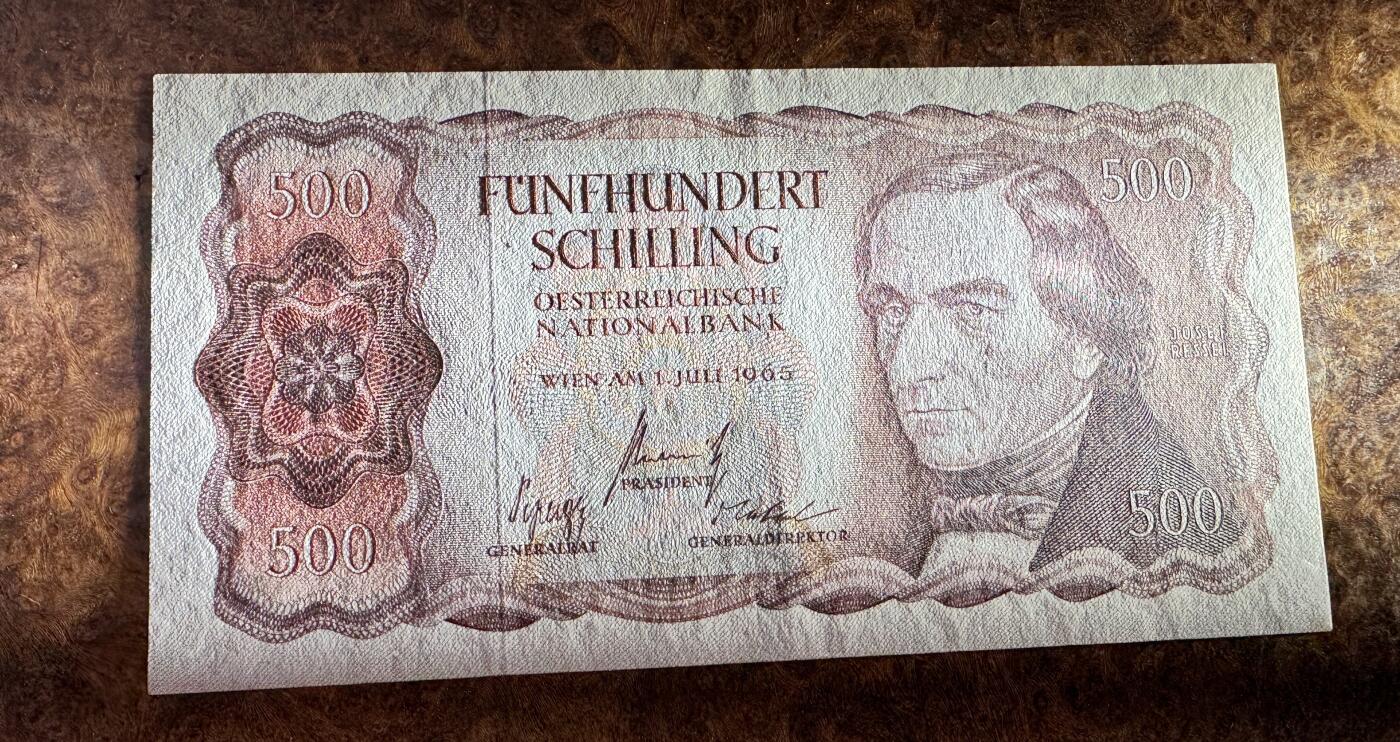 500
500
FÜNFHUNDERT
SCHILLING
OESTERREICHISCHE
NATIONALBANK
WIEN AM 1. JULI 1965
PRÄSIDENT
GENERALRAT
GENERALDIREKTOR
JOSEF
RESSEL
500
500